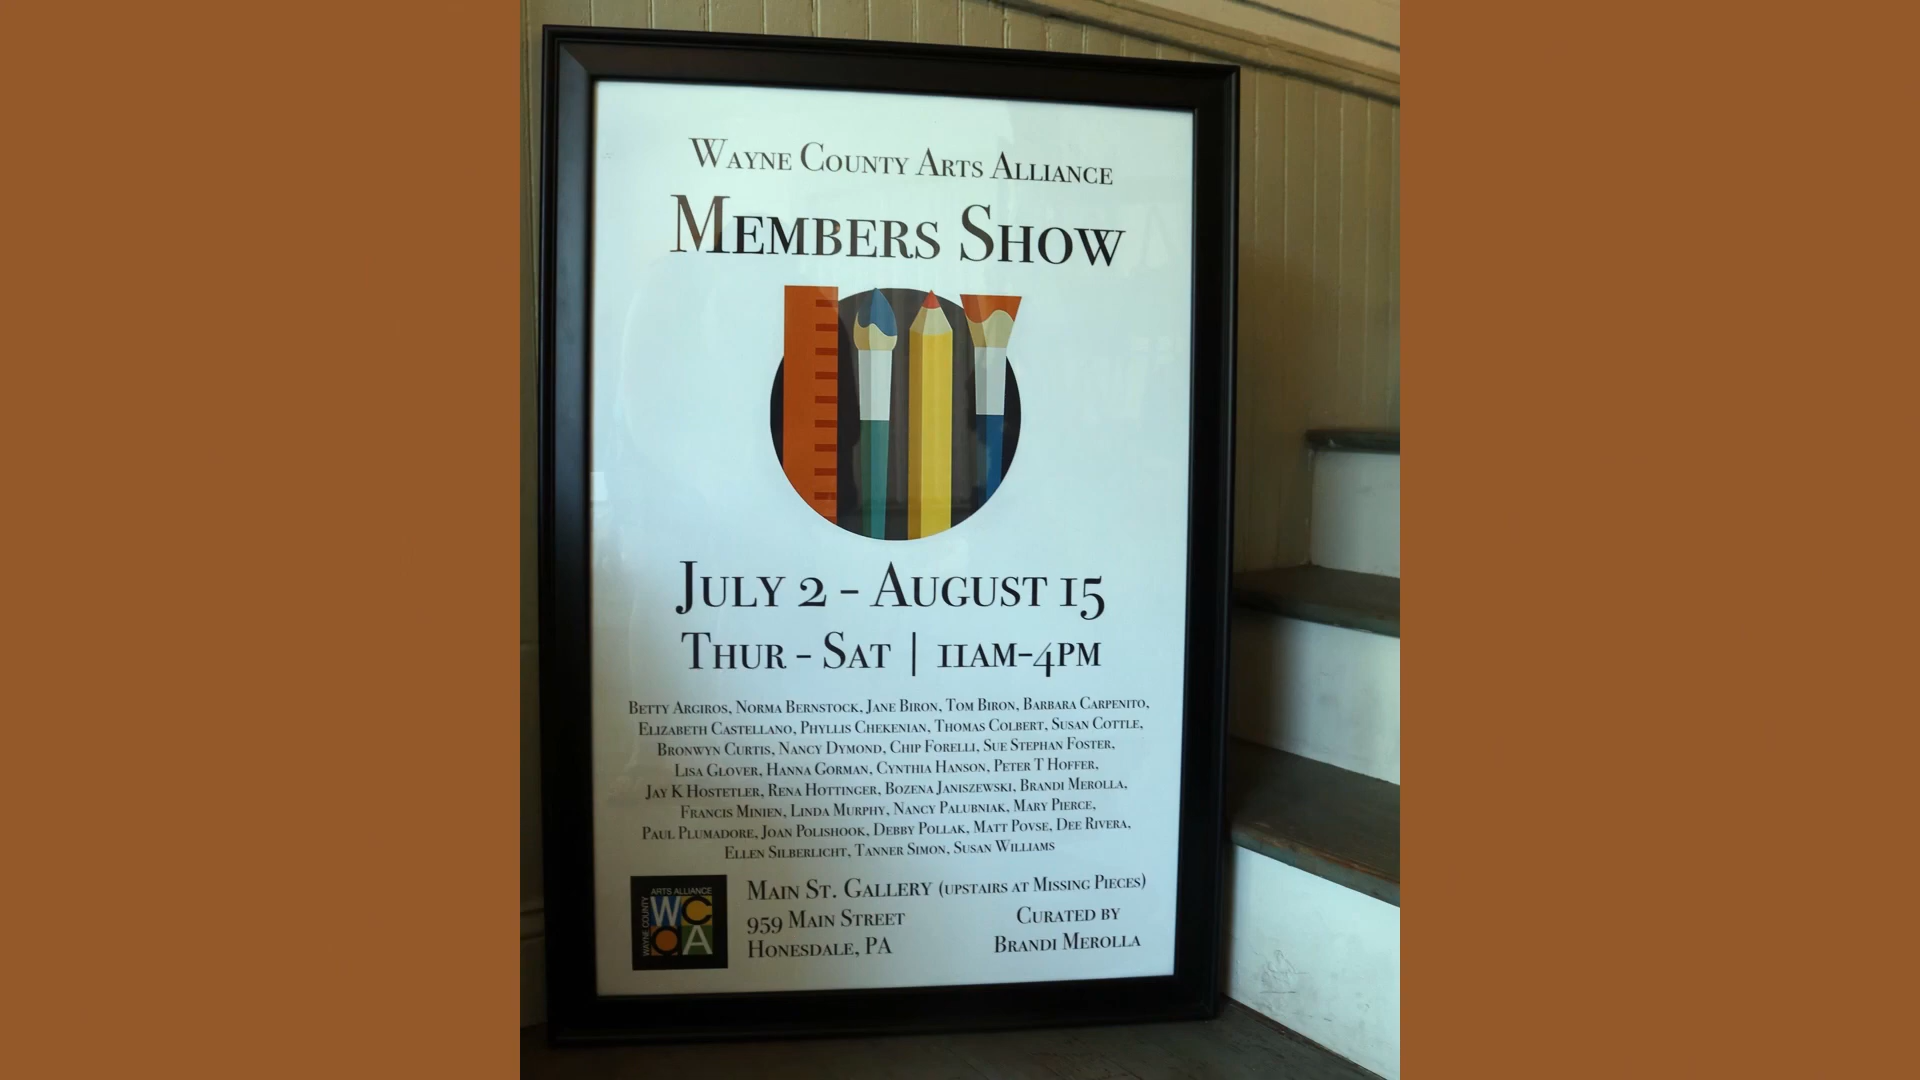 Wayne County Arts Alliance
Members Show
July 2 - August 15
Thur - Sat | 11am-4pm
Betty Argiros, Norma Bernstock, Jane Biron, Tom Biron, Barbara Carpenito,
Elizabeth Castellano, Phyllis Chekenian, Thomas Colbert, Susan Cottle,
Bronwyn Curtis, Nancy Dymond, Chip Forelli, Sue Stephan Foster,
Lisa Glover, Hanna Gorman, Cynthia Hanson, Peter T Hoffer,
Jay K Hostetler, Rena Hottinger, Bozena Janiszewski, Brandi Merolla,
Francis Minien, Linda Murphy, Nancy Palubniak, Mary Pierce,
Paul Plumadore, Joan Polishook, Debby Pollak, Matt Povse, Dee Rivera,
Ellen Silberlicht, Tanner Simon, Susan Williams
ARTS ALLIANCE
WAYNE COUNTY
WC
OA
Main St. Gallery (upstairs at Missing Pieces)
959 Main Street
Honesdale, PA
Curated by
Brandi Merolla